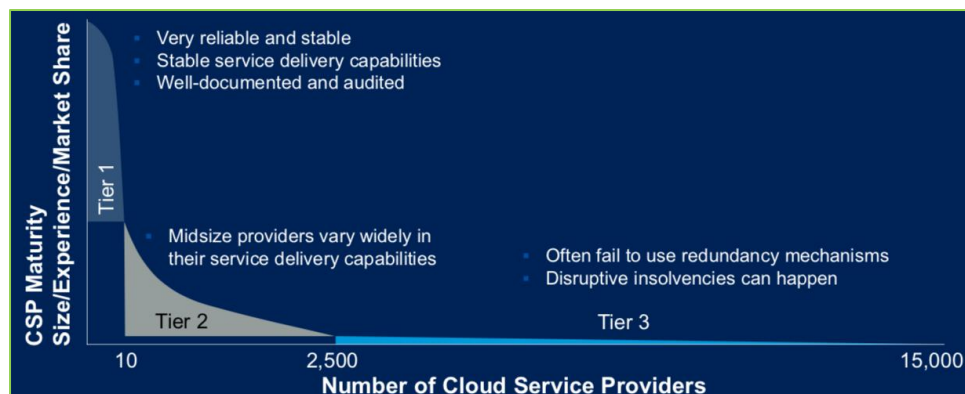 Very reliable and stable
Stable service delivery capabilities
Well-documented and audited
CSP Maturity
Size/Experience/Market Share
Tier 1
Midsize providers vary widely in
their service delivery capabilities
Often fail to use redundancy mechanisms
Disruptive insolvencies can happen
Tier 2
Tier 3
10
2,500
15,000
Number of Cloud Service Providers